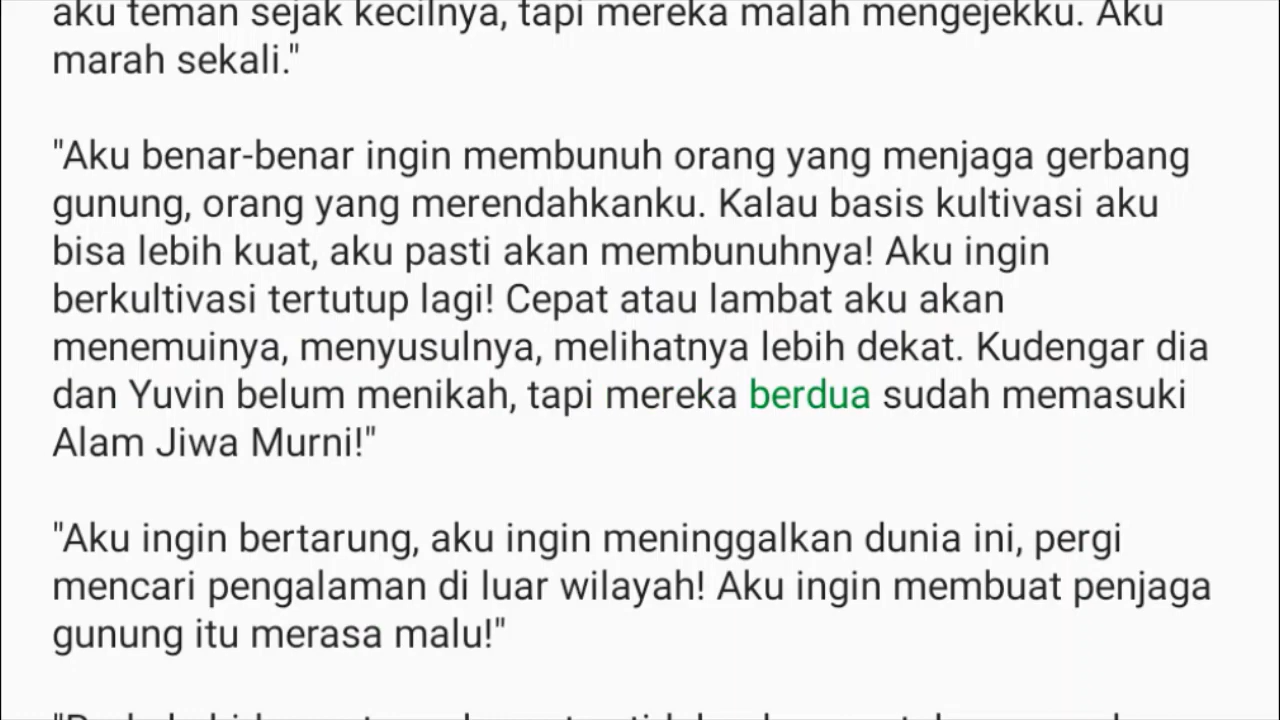 aku teman sejak kecilnya, tapi mereka malah mengejekku. Aku
marah sekali."
"Aku benar-benar ingin membunuh orang yang menjaga gerbang
gunung, orang yang merendahkanku. Kalau basis kultivasi aku
bisa lebih kuat, aku pasti akan membunuhnya! Aku ingin
berkultivasi tertutup lagi! Cepat atau lambat aku akan
menemuinya, menyusulnya, melihatnya lebih dekat. Kudengar dia
dan Yuvin belum menikah, tapi mereka berdua sudah memasuki
Alam Jiwa Murni!"
"Aku ingin bertarung, aku ingin meninggalkan dunia ini, pergi
mencari pengalaman di luar wilayah! Aku ingin membuat penjaga
gunung itu merasa malu!"